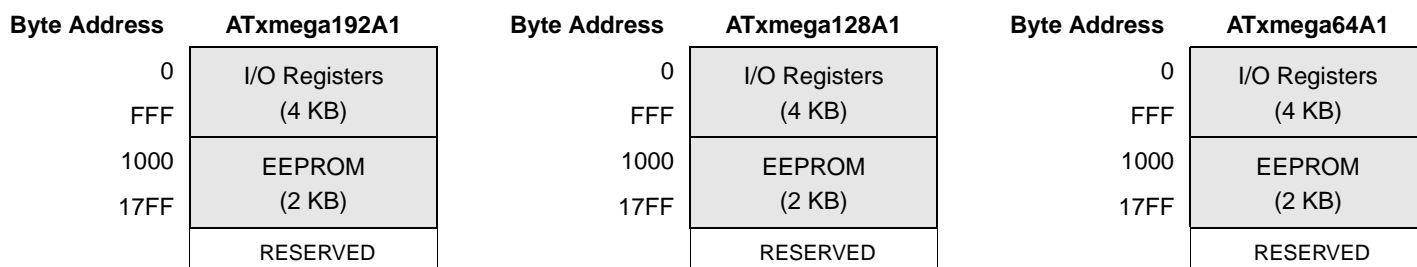 Byte Address ATxmega192A1 Byte Address ATxmega128A1 Byte Address ATxmega64A1
0 I/O Registers 0 I/O Registers 0 I/O Registers
FFF (4 KB) FFF (4 KB) FFF (4 KB)
1000 EEPROM 1000 EEPROM 1000 EEPROM
17FF (2 KB) 17FF (2 KB) 17FF (2 KB)
RESERVED RESERVED RESERVED